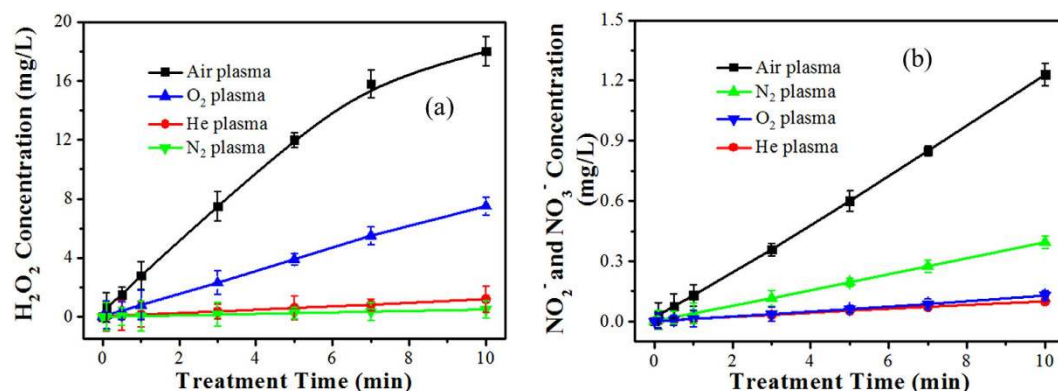 20
16
12
8
4
0
H₂O₂ Concentration (mg/L)
Air plasma
O₂ plasma
He plasma
N₂ plasma
(a)
0 2 4 6 8 10
Treatment Time (min)
1.5
1.2
0.9
0.6
0.3
0.0
NO₂⁻ and NO₃⁻ Concentration
(mg/L)
Air plasma
N₂ plasma
O₂ plasma
He plasma
(b)
0 2 4 6 8 10
Treatment Time (min)